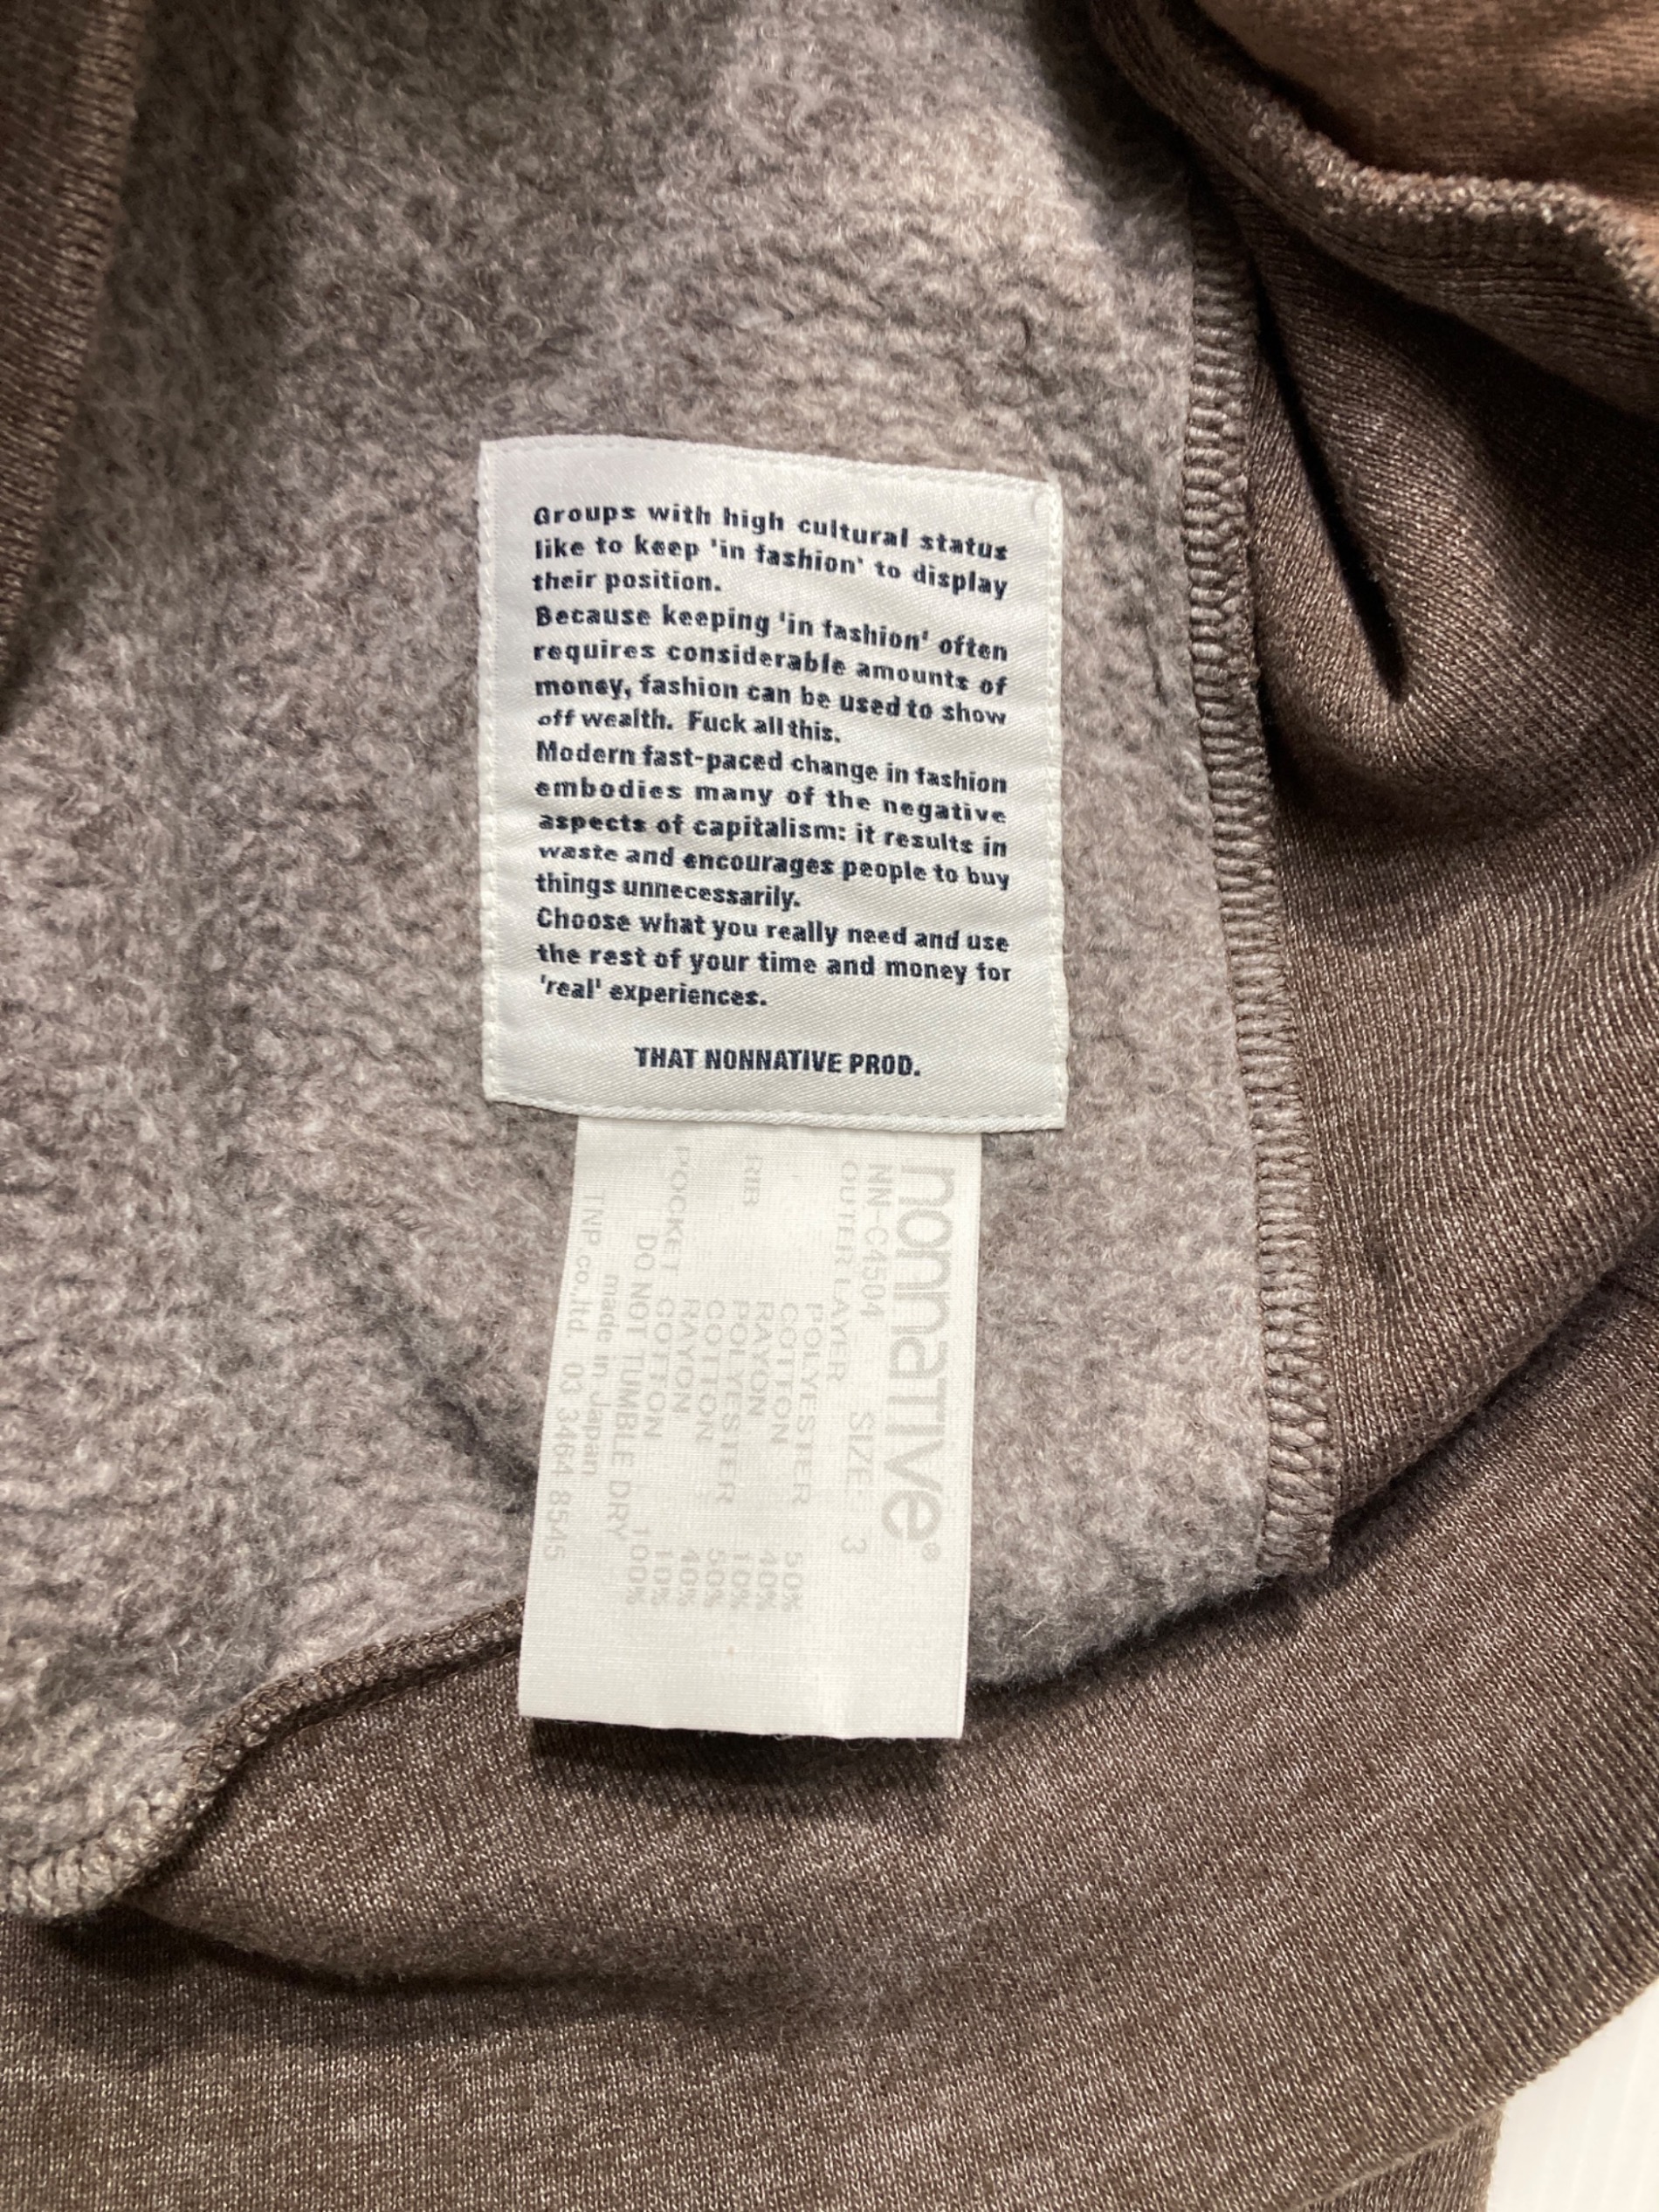 Groups with high cultural status
like to keep 'in fashion' to display
their position.
Because keeping 'in fashion' often
requires considerable amounts of
money, fashion can be used to show
off wealth. Fuck all this.
Modern fast-paced change in fashion
embodies many of the negative
aspects of capitalism: it results in
waste and encourages people to buy
things unnecessarily.
Choose what you really need and use
the rest of your time and money for
'real' experiences.
THAT NONNATIVE PROD.
nonnaTIVe®
NN-C4504 SIZE 3
OUTER LAYER
POLYESTER 50%
COTTON 40%
RAYON 10%
RIB POLYESTER 50%
COTTON 40%
RAYON 10%
POCKET COTTON 100%
DO NOT TUMBLE DRY
made in Japan
TNP co.,ltd. 03 3464 8545